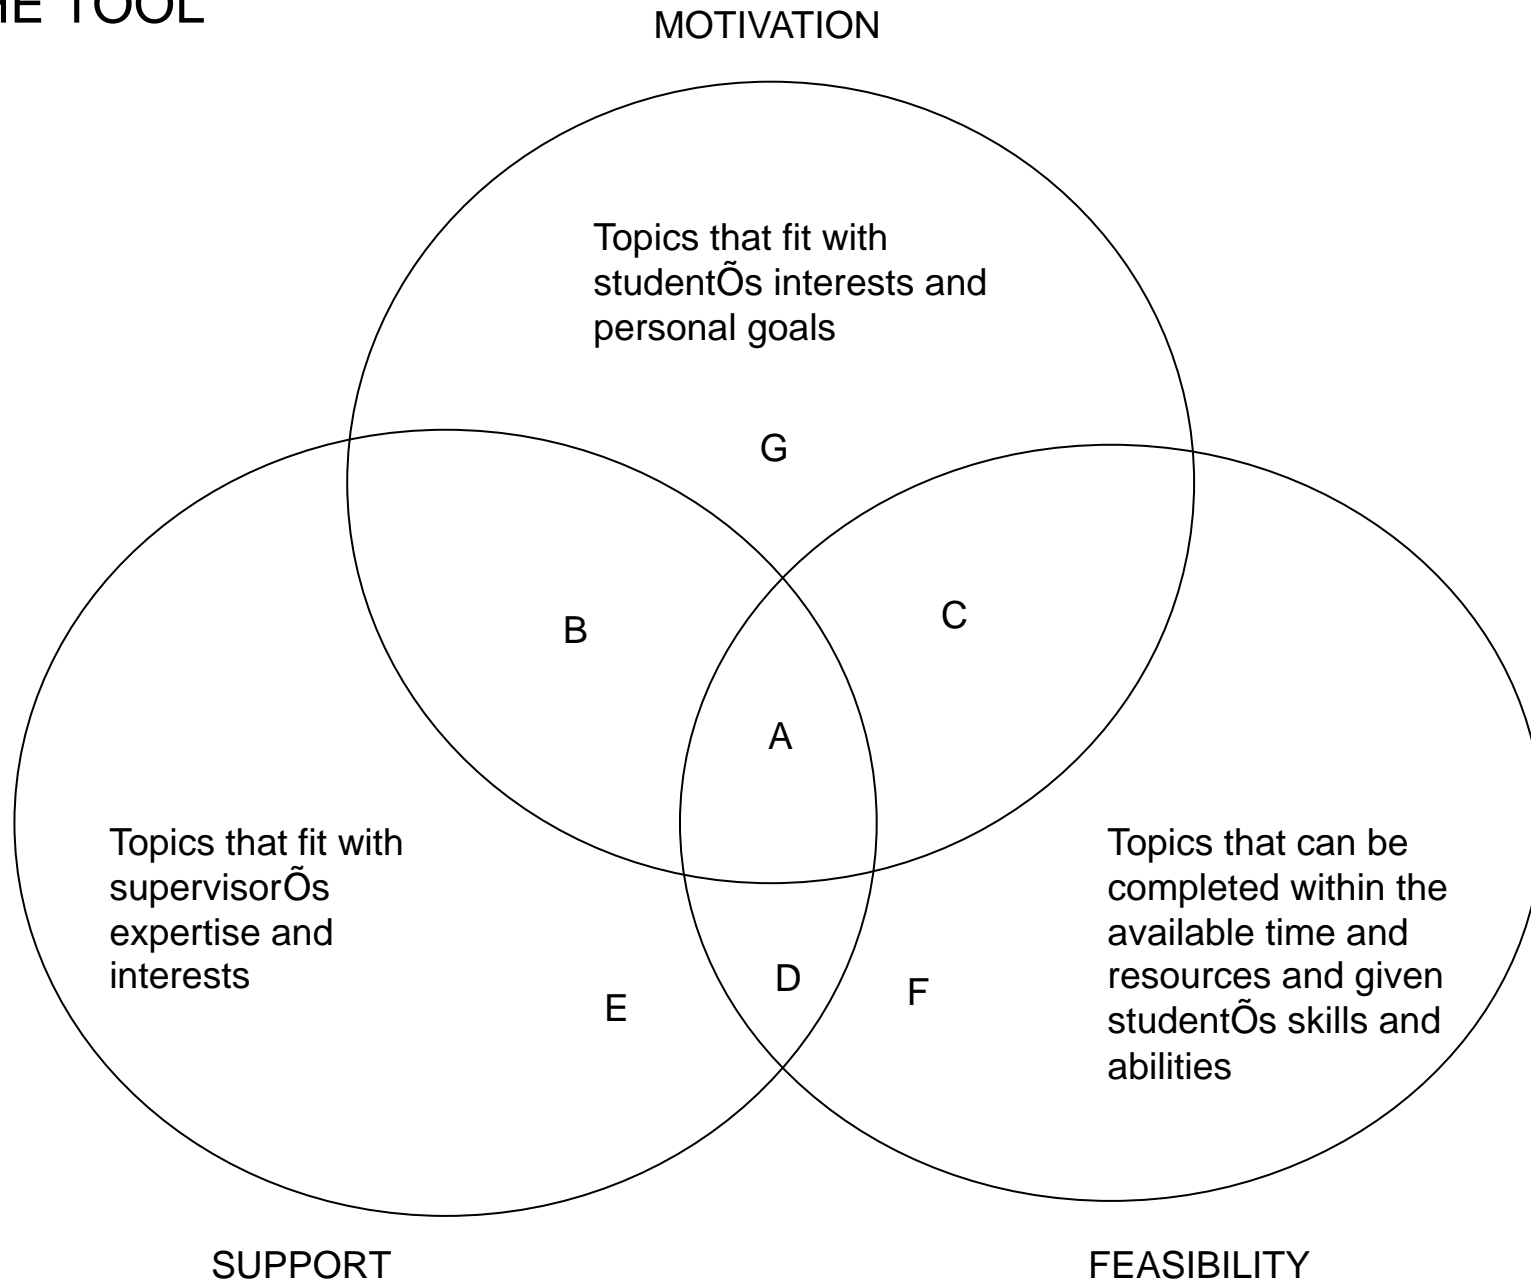 HE TOOL
MOTIVATION
Topics that fit with
studentÕs interests and
personal goals
G
B
C
A
Topics that fit with
supervisorÕs
expertise and
interests
Topics that can be
completed within the
available time and
resources and given
studentÕs skills and
abilities
D
E
F
SUPPORT
FEASIBILITY